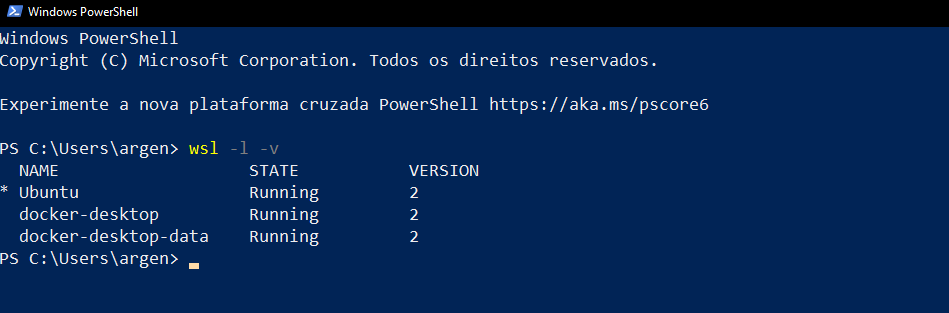 Windows PowerShell
Windows PowerShell
Copyright (C) Microsoft Corporation. Todos os direitos reservados.
Experimente a nova plataforma cruzada PowerShell https://aka.ms/pscore6
PS C:\Users\argen> wsl -l -v
  NAME                   STATE           VERSION
* Ubuntu                 Running         2
  docker-desktop         Running         2
  docker-desktop-data    Running         2
PS C:\Users\argen>